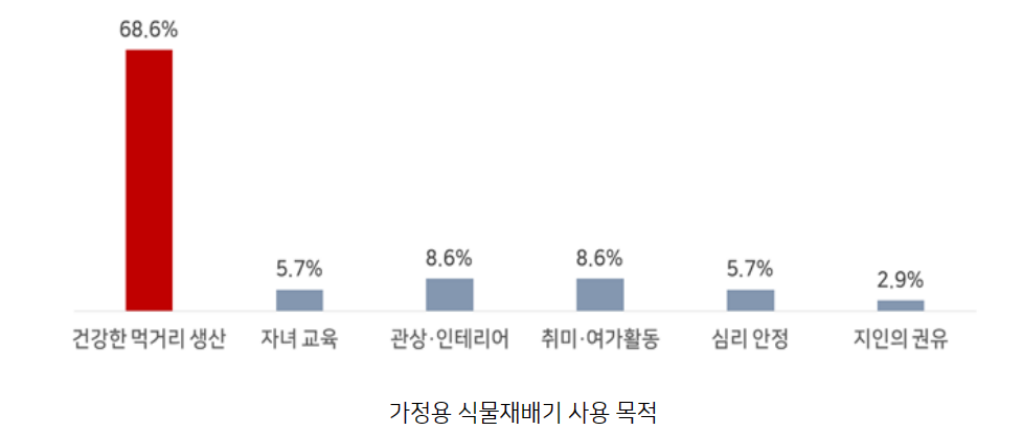 68.6%
5.7%
8.6%
8.6%
5.7%
2.9%
건강한 먹거리 생산
자녀 교육
관상·인테리어
취미·여가활동
심리 안정
지인의 권유
가정용 식물재배기 사용 목적